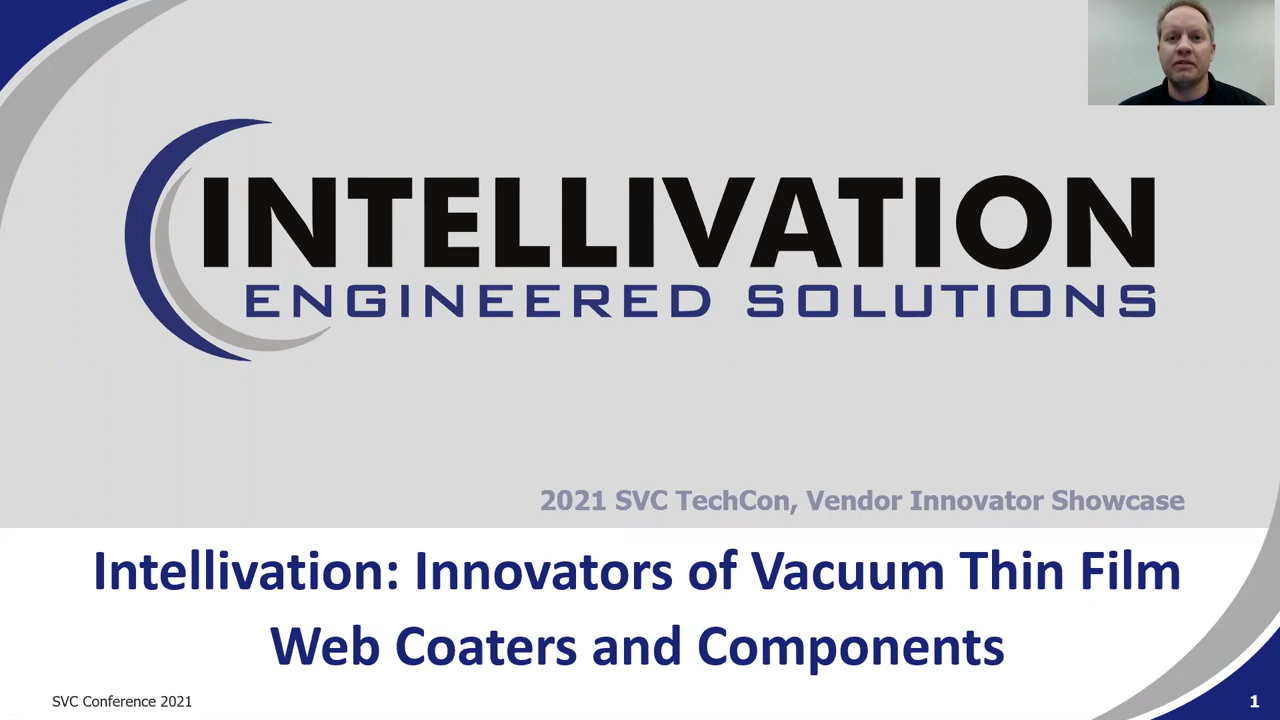 INTELLIVATION
ENGINEERED SOLUTIONS
2021 SVC TechCon, Vendor Innovator Showcase
Intellivation: Innovators of Vacuum Thin Film
Web Coaters and Components
SVC Conference 2021
1